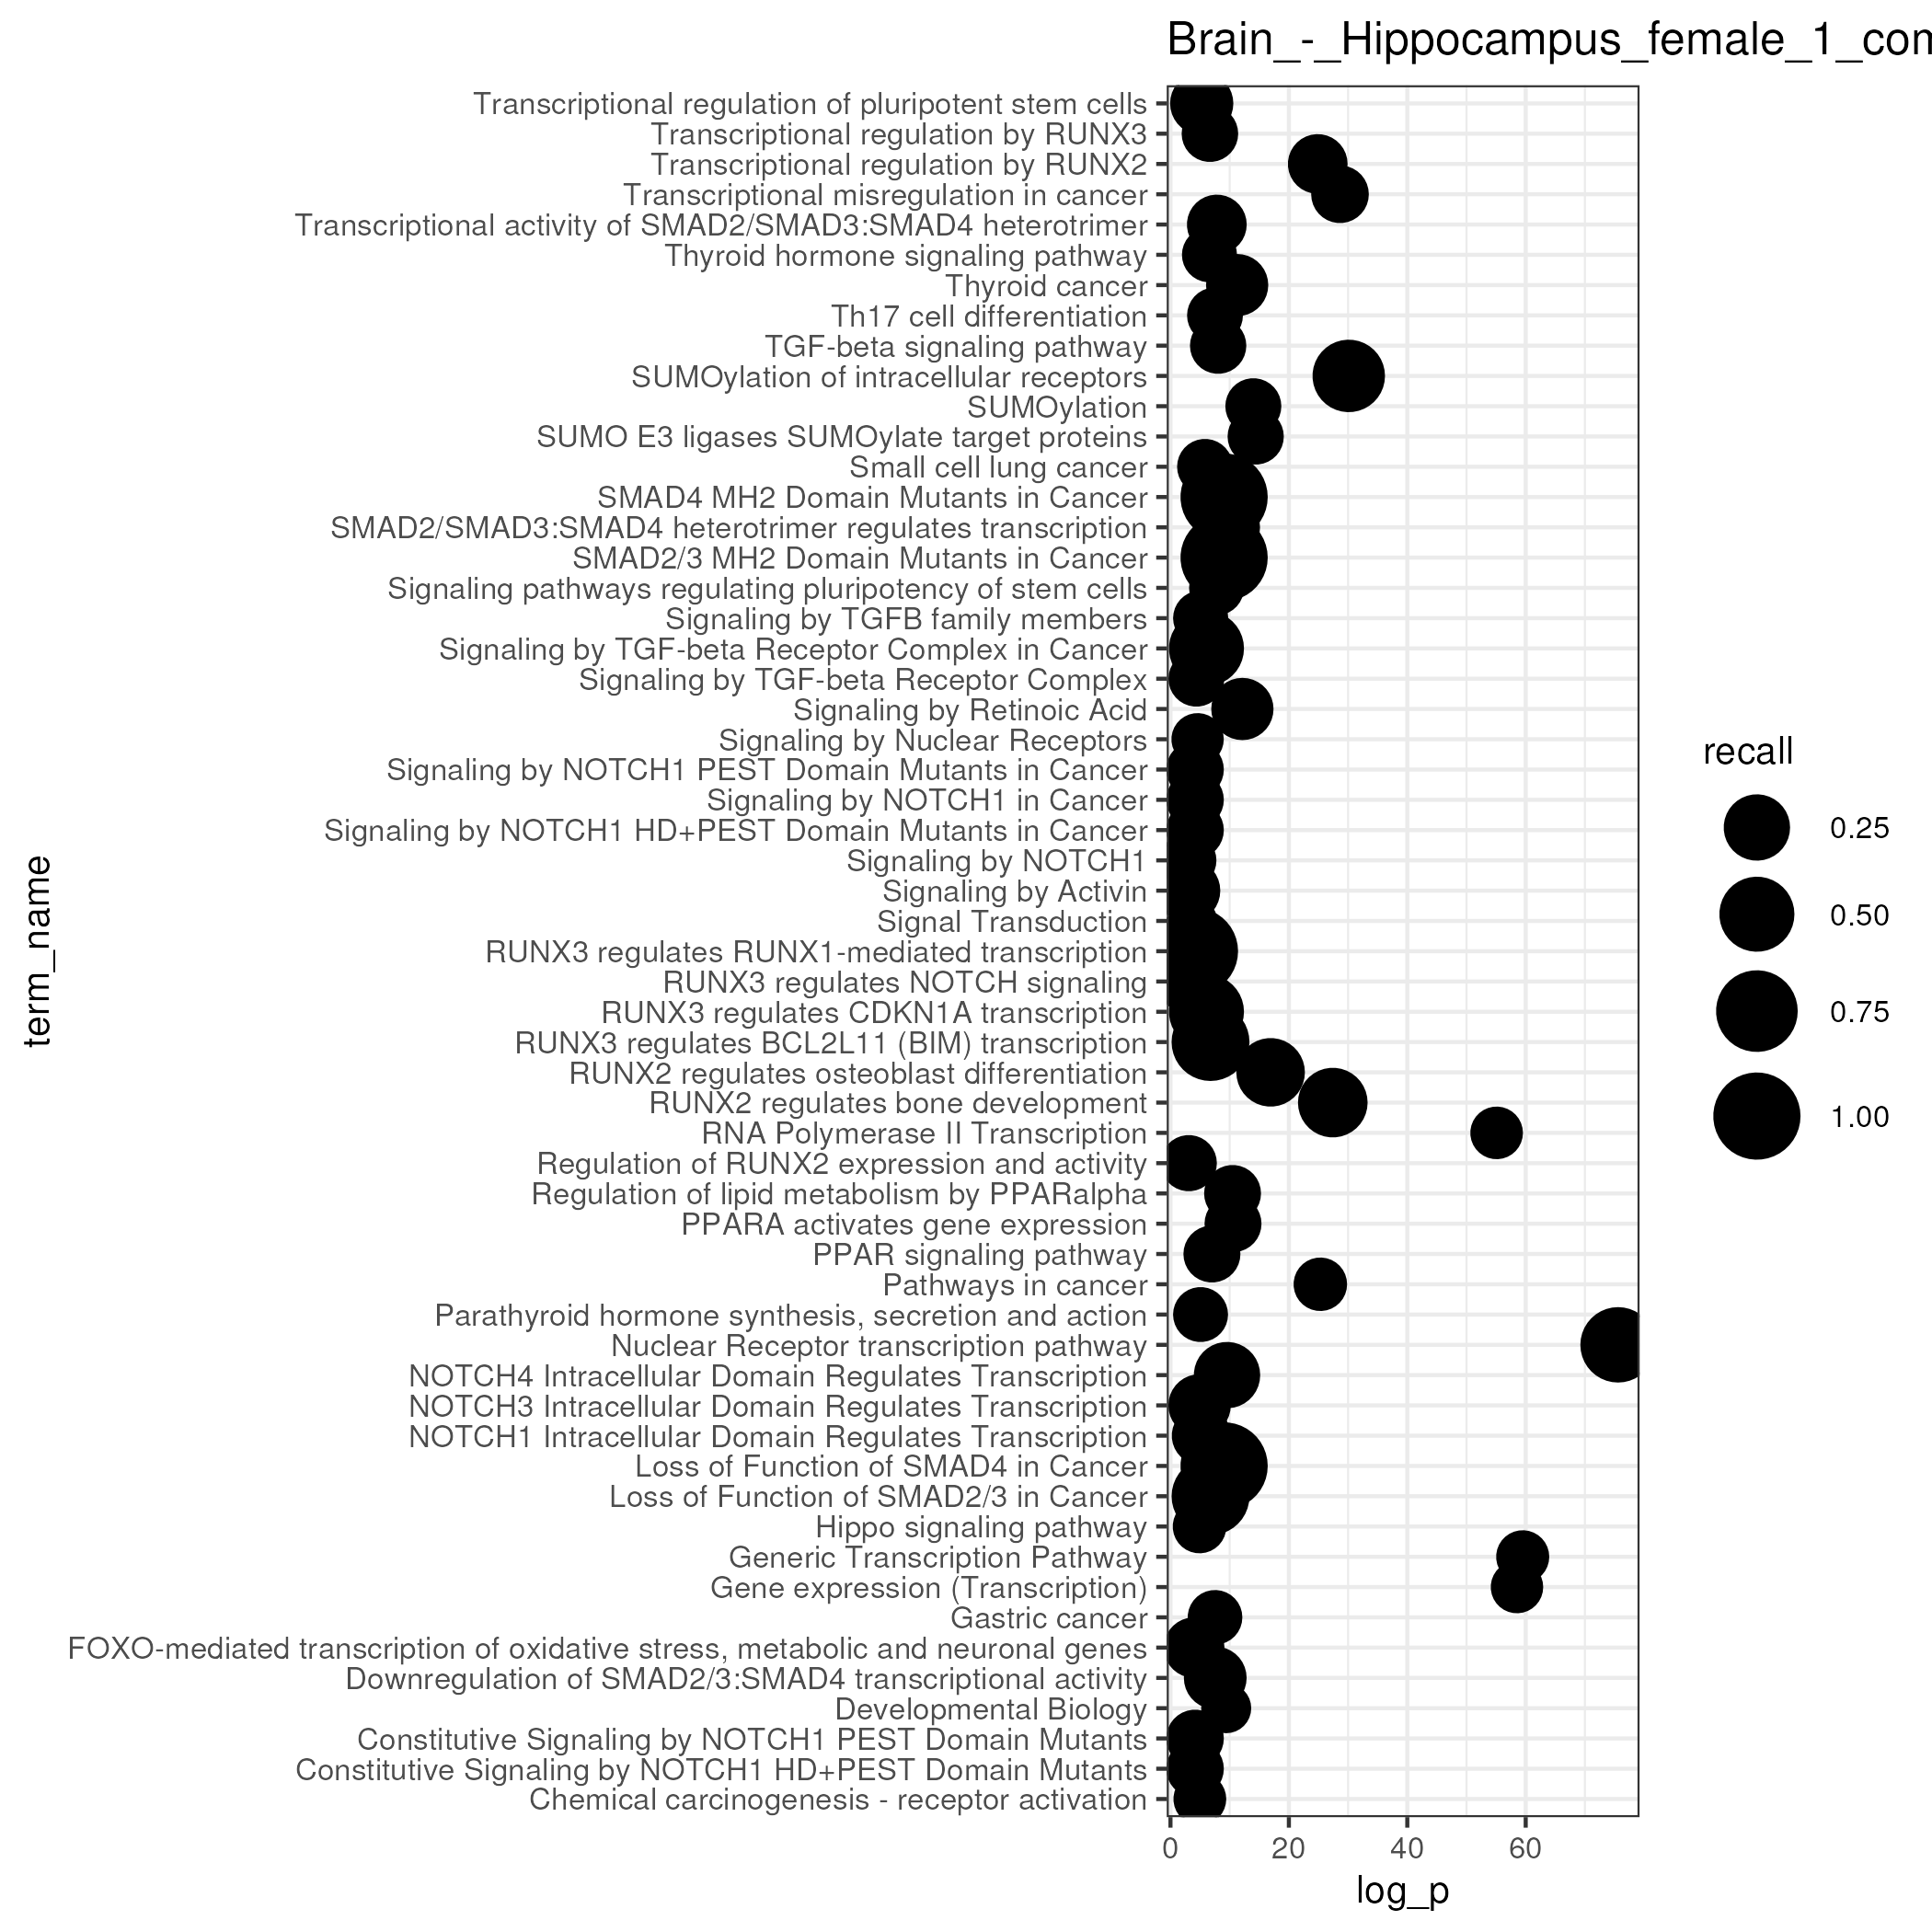 Brain_-_Hippocampus_female_1_con
Transcriptional regulation of pluripotent stem cells
Transcriptional regulation by RUNX3
Transcriptional regulation by RUNX2
Transcriptional misregulation in cancer
Transcriptional activity of SMAD2/SMAD3:SMAD4 heterotrimer
Thyroid hormone signaling pathway
Thyroid cancer
Th17 cell differentiation
TGF-beta signaling pathway
SUMOylation of intracellular receptors
SUMOylation
SUMO E3 ligases SUMOylate target proteins
Small cell lung cancer
SMAD4 MH2 Domain Mutants in Cancer
SMAD2/SMAD3:SMAD4 heterotrimer regulates transcription
SMAD2/3 MH2 Domain Mutants in Cancer
Signaling pathways regulating pluripotency of stem cells
Signaling by TGFB family members
Signaling by TGF-beta Receptor Complex in Cancer
Signaling by TGF-beta Receptor Complex
Signaling by Retinoic Acid
Signaling by Nuclear Receptors
Signaling by NOTCH1 PEST Domain Mutants in Cancer
Signaling by NOTCH1 in Cancer
Signaling by NOTCH1 HD+PEST Domain Mutants in Cancer
Signaling by NOTCH1
Signaling by Activin
Signal Transduction
RUNX3 regulates RUNX1-mediated transcription
RUNX3 regulates NOTCH signaling
RUNX3 regulates CDKN1A transcription
RUNX3 regulates BCL2L11 (BIM) transcription
RUNX2 regulates osteoblast differentiation
RUNX2 regulates bone development
RNA Polymerase II Transcription
Regulation of RUNX2 expression and activity
Regulation of lipid metabolism by PPARalpha
PPARA activates gene expression
PPAR signaling pathway
Pathways in cancer
Parathyroid hormone synthesis, secretion and action
Nuclear Receptor transcription pathway
NOTCH4 Intracellular Domain Regulates Transcription
NOTCH3 Intracellular Domain Regulates Transcription
NOTCH1 Intracellular Domain Regulates Transcription
Loss of Function of SMAD4 in Cancer
Loss of Function of SMAD2/3 in Cancer
Hippo signaling pathway
Generic Transcription Pathway
Gene expression (Transcription)
Gastric cancer
FOXO-mediated transcription of oxidative stress, metabolic and neuronal genes
Downregulation of SMAD2/3:SMAD4 transcriptional activity
Developmental Biology
Constitutive Signaling by NOTCH1 PEST Domain Mutants
Constitutive Signaling by NOTCH1 HD+PEST Domain Mutants
Chemical carcinogenesis - receptor activation
term_name
0 20 40 60
log_p
recall
0.25
0.50
0.75
1.00